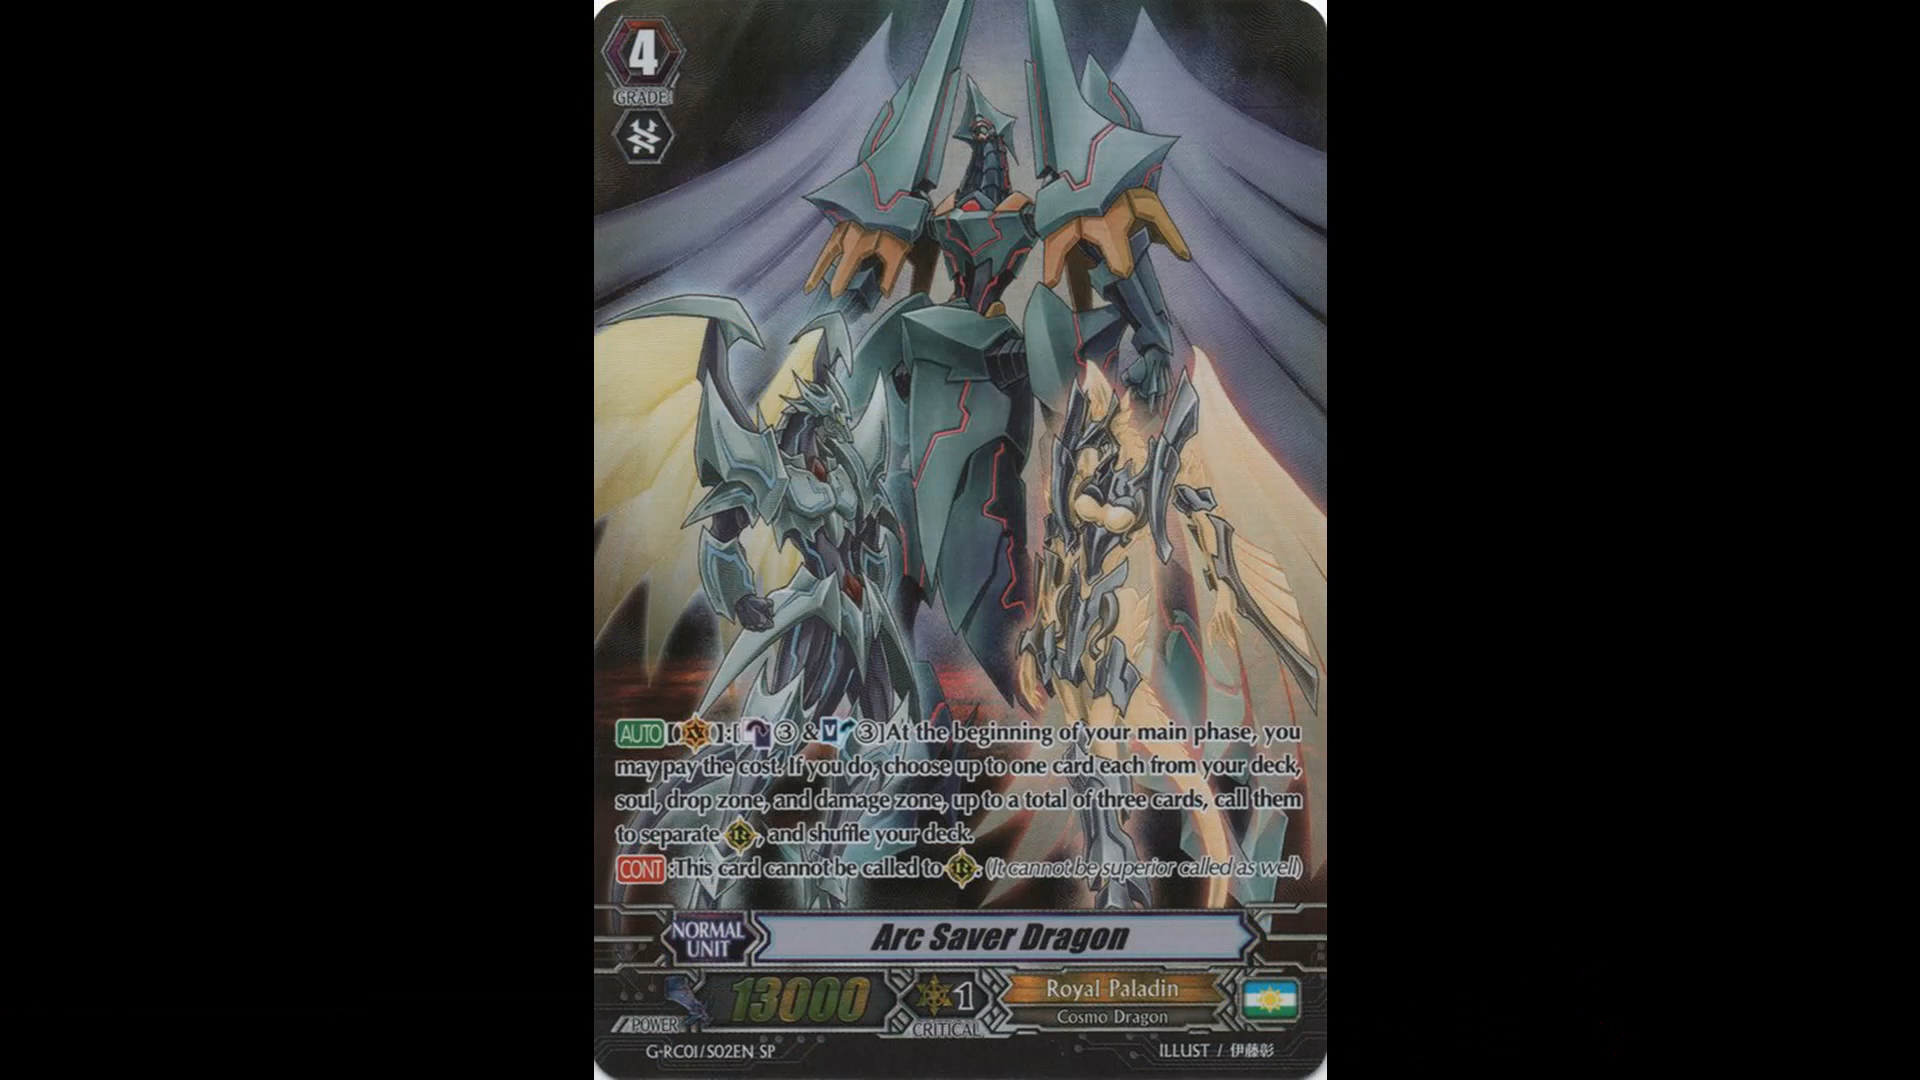 4
GRADE
AUTO【V】:[③ & V③]At the beginning of your main phase, you
may pay the cost. If you do, choose up to one card each from your deck,
soul, drop zone, and damage zone, up to a total of three cards, call them
to separate R, and shuffle your deck.
CONT:This card cannot be called to R. (It cannot be superior called as well)
NORMAL
UNIT
Arc Saver Dragon
POWER 13000
1
CRITICAL
Royal Paladin
Cosmo Dragon
G-RC01/S02EN SP
ILLUST / 伊藤彰